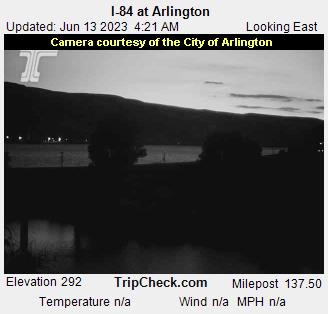 I-84 at Arlington
Updated: Jun 13 2023 4:21 AM Looking East
Camera courtesy of the City of Arlington
Elevation 292 TripCheck.com Milepost 137.50
Temperature n/a Wind n/a MPH n/a